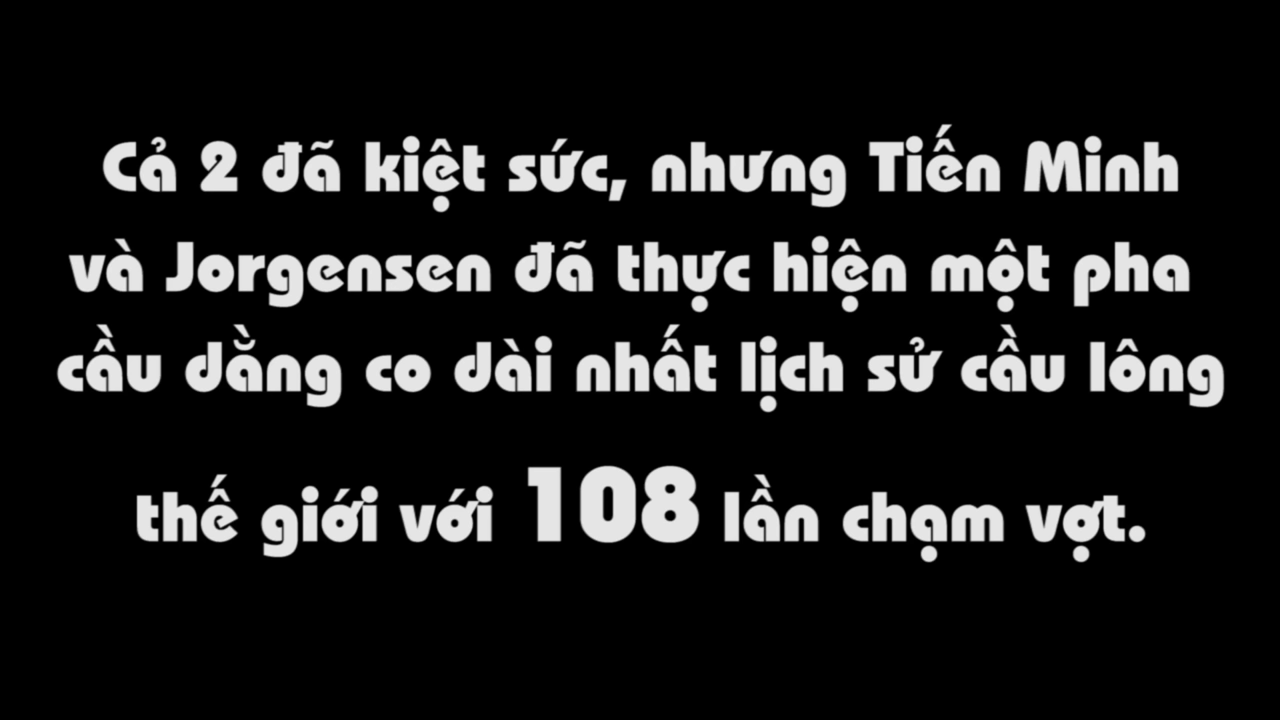 Cả 2 đã kiệt sức, nhưng Tiến Minh
và Jorgensen đã thực hiện một pha
cầu dằng co dài nhất lịch sử cầu lông
thế giới với 108 lần chạm vợt.